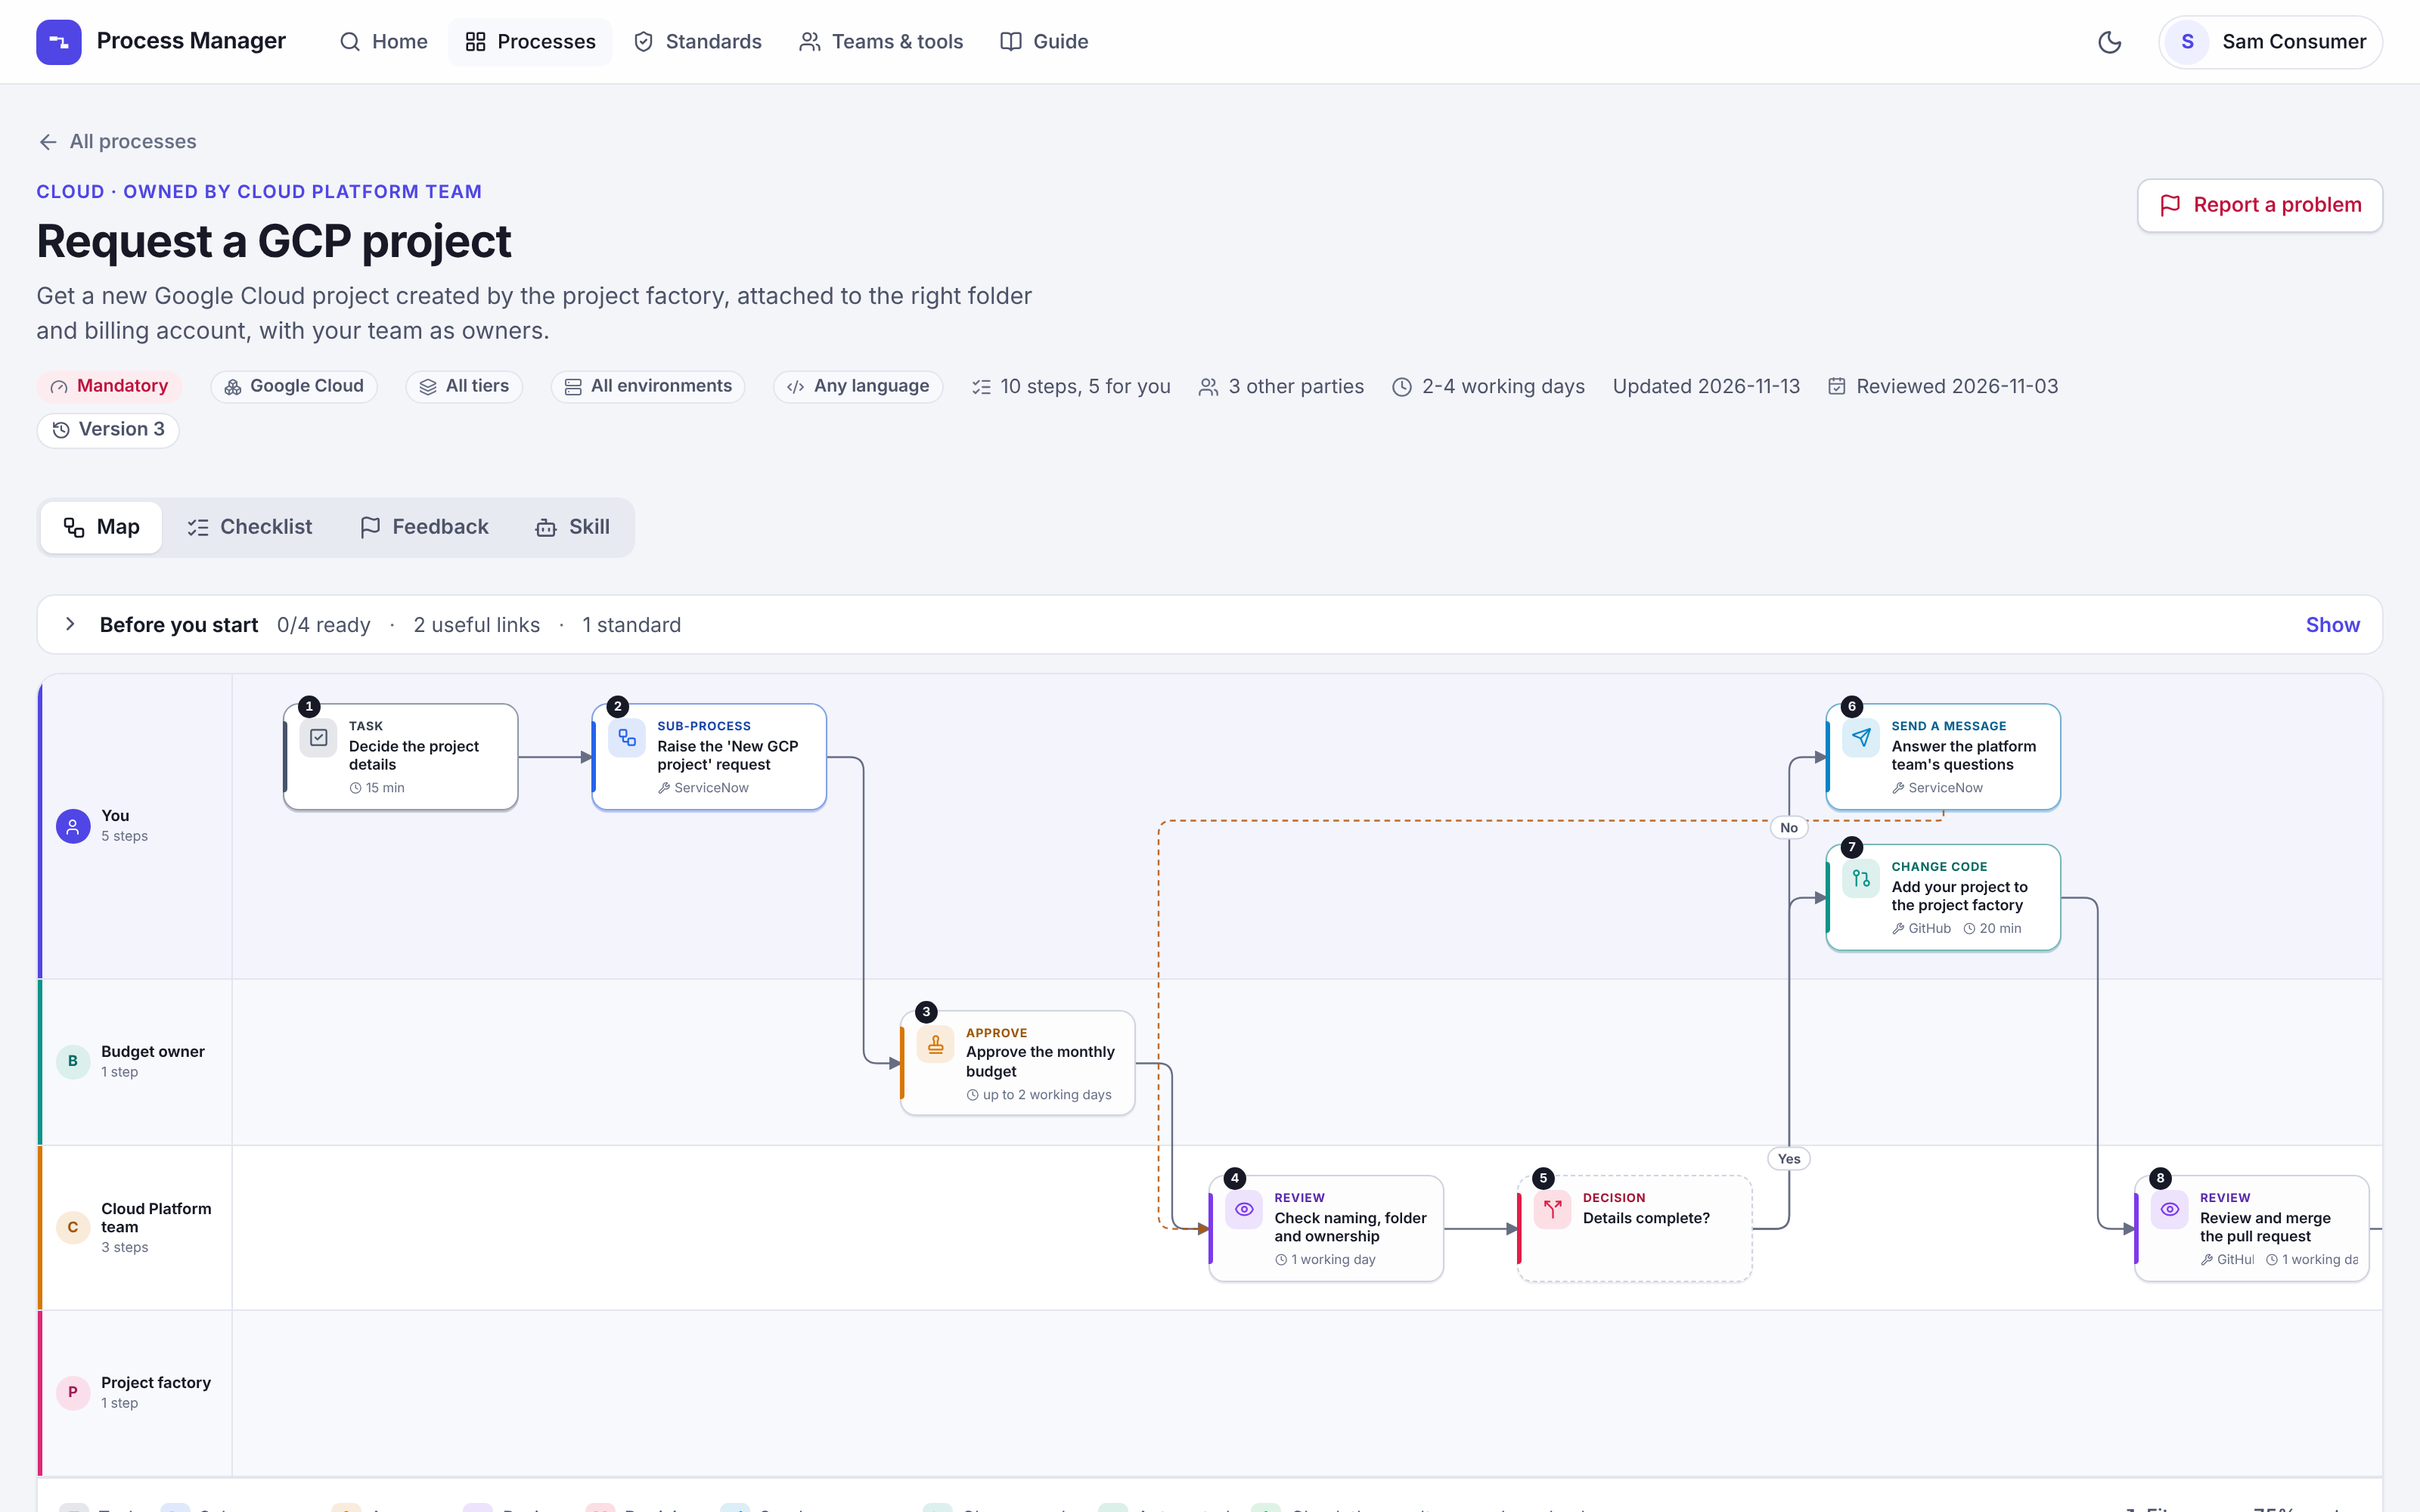 Process Manager
Home
Processes
Standards
Teams & tools
Guide
S
Sam Consumer
All processes
CLOUD · OWNED BY CLOUD PLATFORM TEAM
Report a problem
Request a GCP project
Get a new Google Cloud project created by the project factory, attached to the right folder
and billing account, with your team as owners.
Mandatory
Google Cloud
All tiers
All environments
Any language
10 steps, 5 for you
3 other parties
2-4 working days
Updated 2026-11-13
Reviewed 2026-11-03
Version 3
Map
Checklist
Feedback
Skill
Before you start 0/4 ready · 2 useful links · 1 standard
Show
You
5 steps
1
TASK
Decide the project
details
15 min
2
SUB-PROCESS
Raise the 'New GCP
project' request
ServiceNow
6
SEND A MESSAGE
Answer the platform
team's questions
ServiceNow
No
7
CHANGE CODE
Add your project to
the project factory
GitHub 20 min
B
Budget owner
1 step
3
APPROVE
Approve the monthly
budget
up to 2 working days
Yes
C
Cloud Platform
team
3 steps
4
REVIEW
Check naming, folder
and ownership
1 working day
5
DECISION
Details complete?
8
REVIEW
Review and merge
the pull request
1 working
P
Project factory
1 step